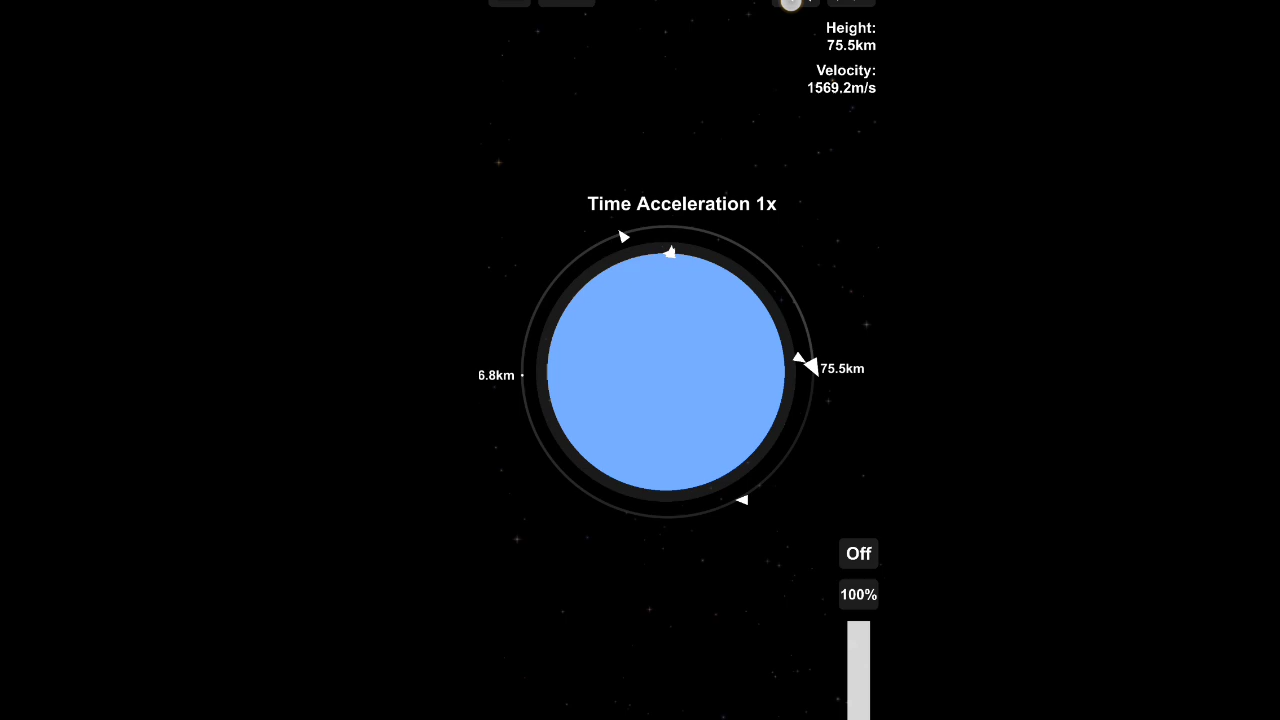 Height:
75.5km
Velocity:
1569.2m/s
Time Acceleration 1x
6.8km
75.5km
Off
100%